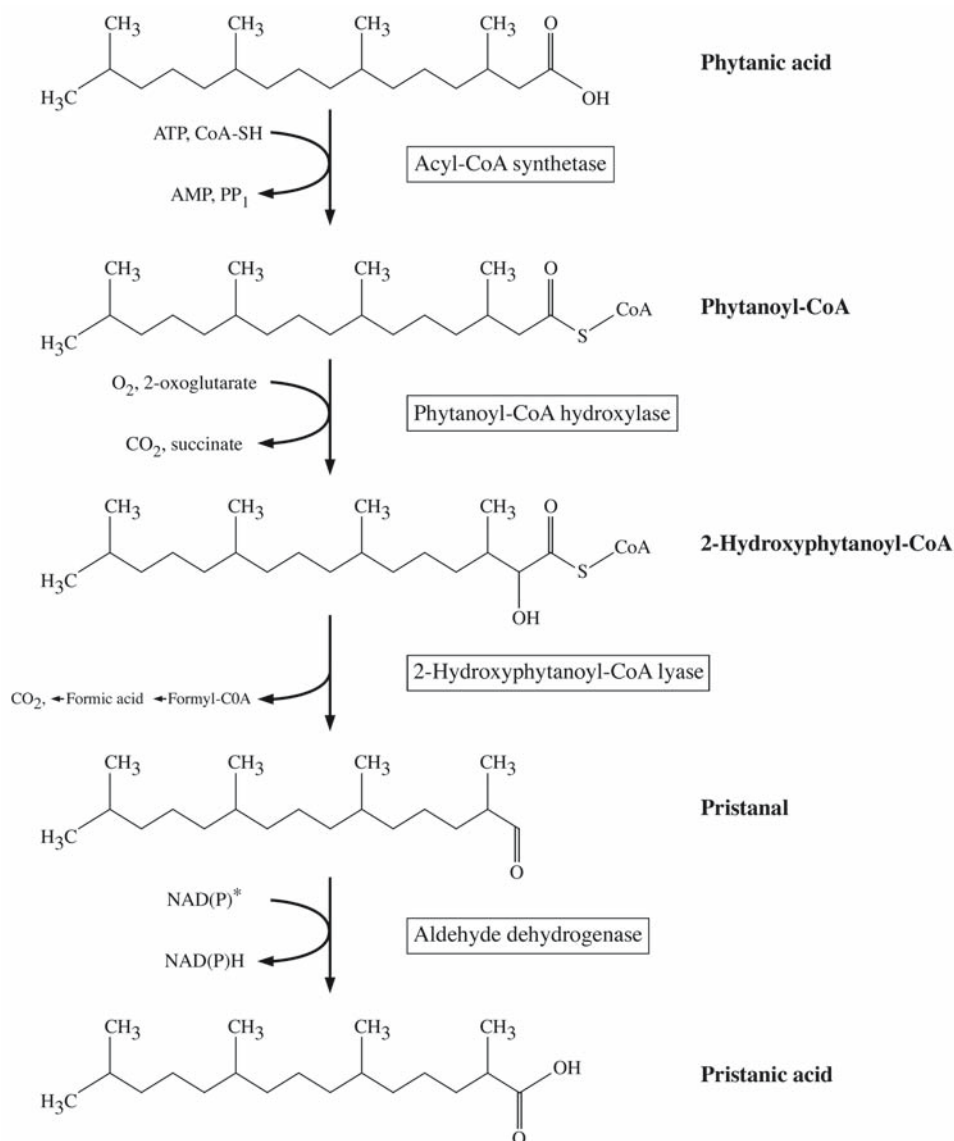 CH₃ CH₃ CH₃ CH₃ O
Phytanic acid
H₃C OH
ATP, CoA-SH
Acyl-CoA synthetase
AMP, PP₁
CH₃ CH₃ CH₃ CH₃ O
CoA
Phytanoyl-CoA
H₃C S
O₂, 2-oxoglutarate
Phytanoyl-CoA hydroxylase
CO₂, succinate
CH₃ CH₃ CH₃ CH₃ O
CoA
2-Hydroxyphytanoyl-CoA
H₃C S
OH
2-Hydroxyphytanoyl-CoA lyase
CO₂, Formic acid Formyl-C0A
CH₃ CH₃ CH₃ CH₃
Pristanal
H₃C
O
NAD(P)*
Aldehyde dehydrogenase
NAD(P)H
CH₃ CH₃ CH₃ CH₃
OH
Pristanic acid
H₃C
O